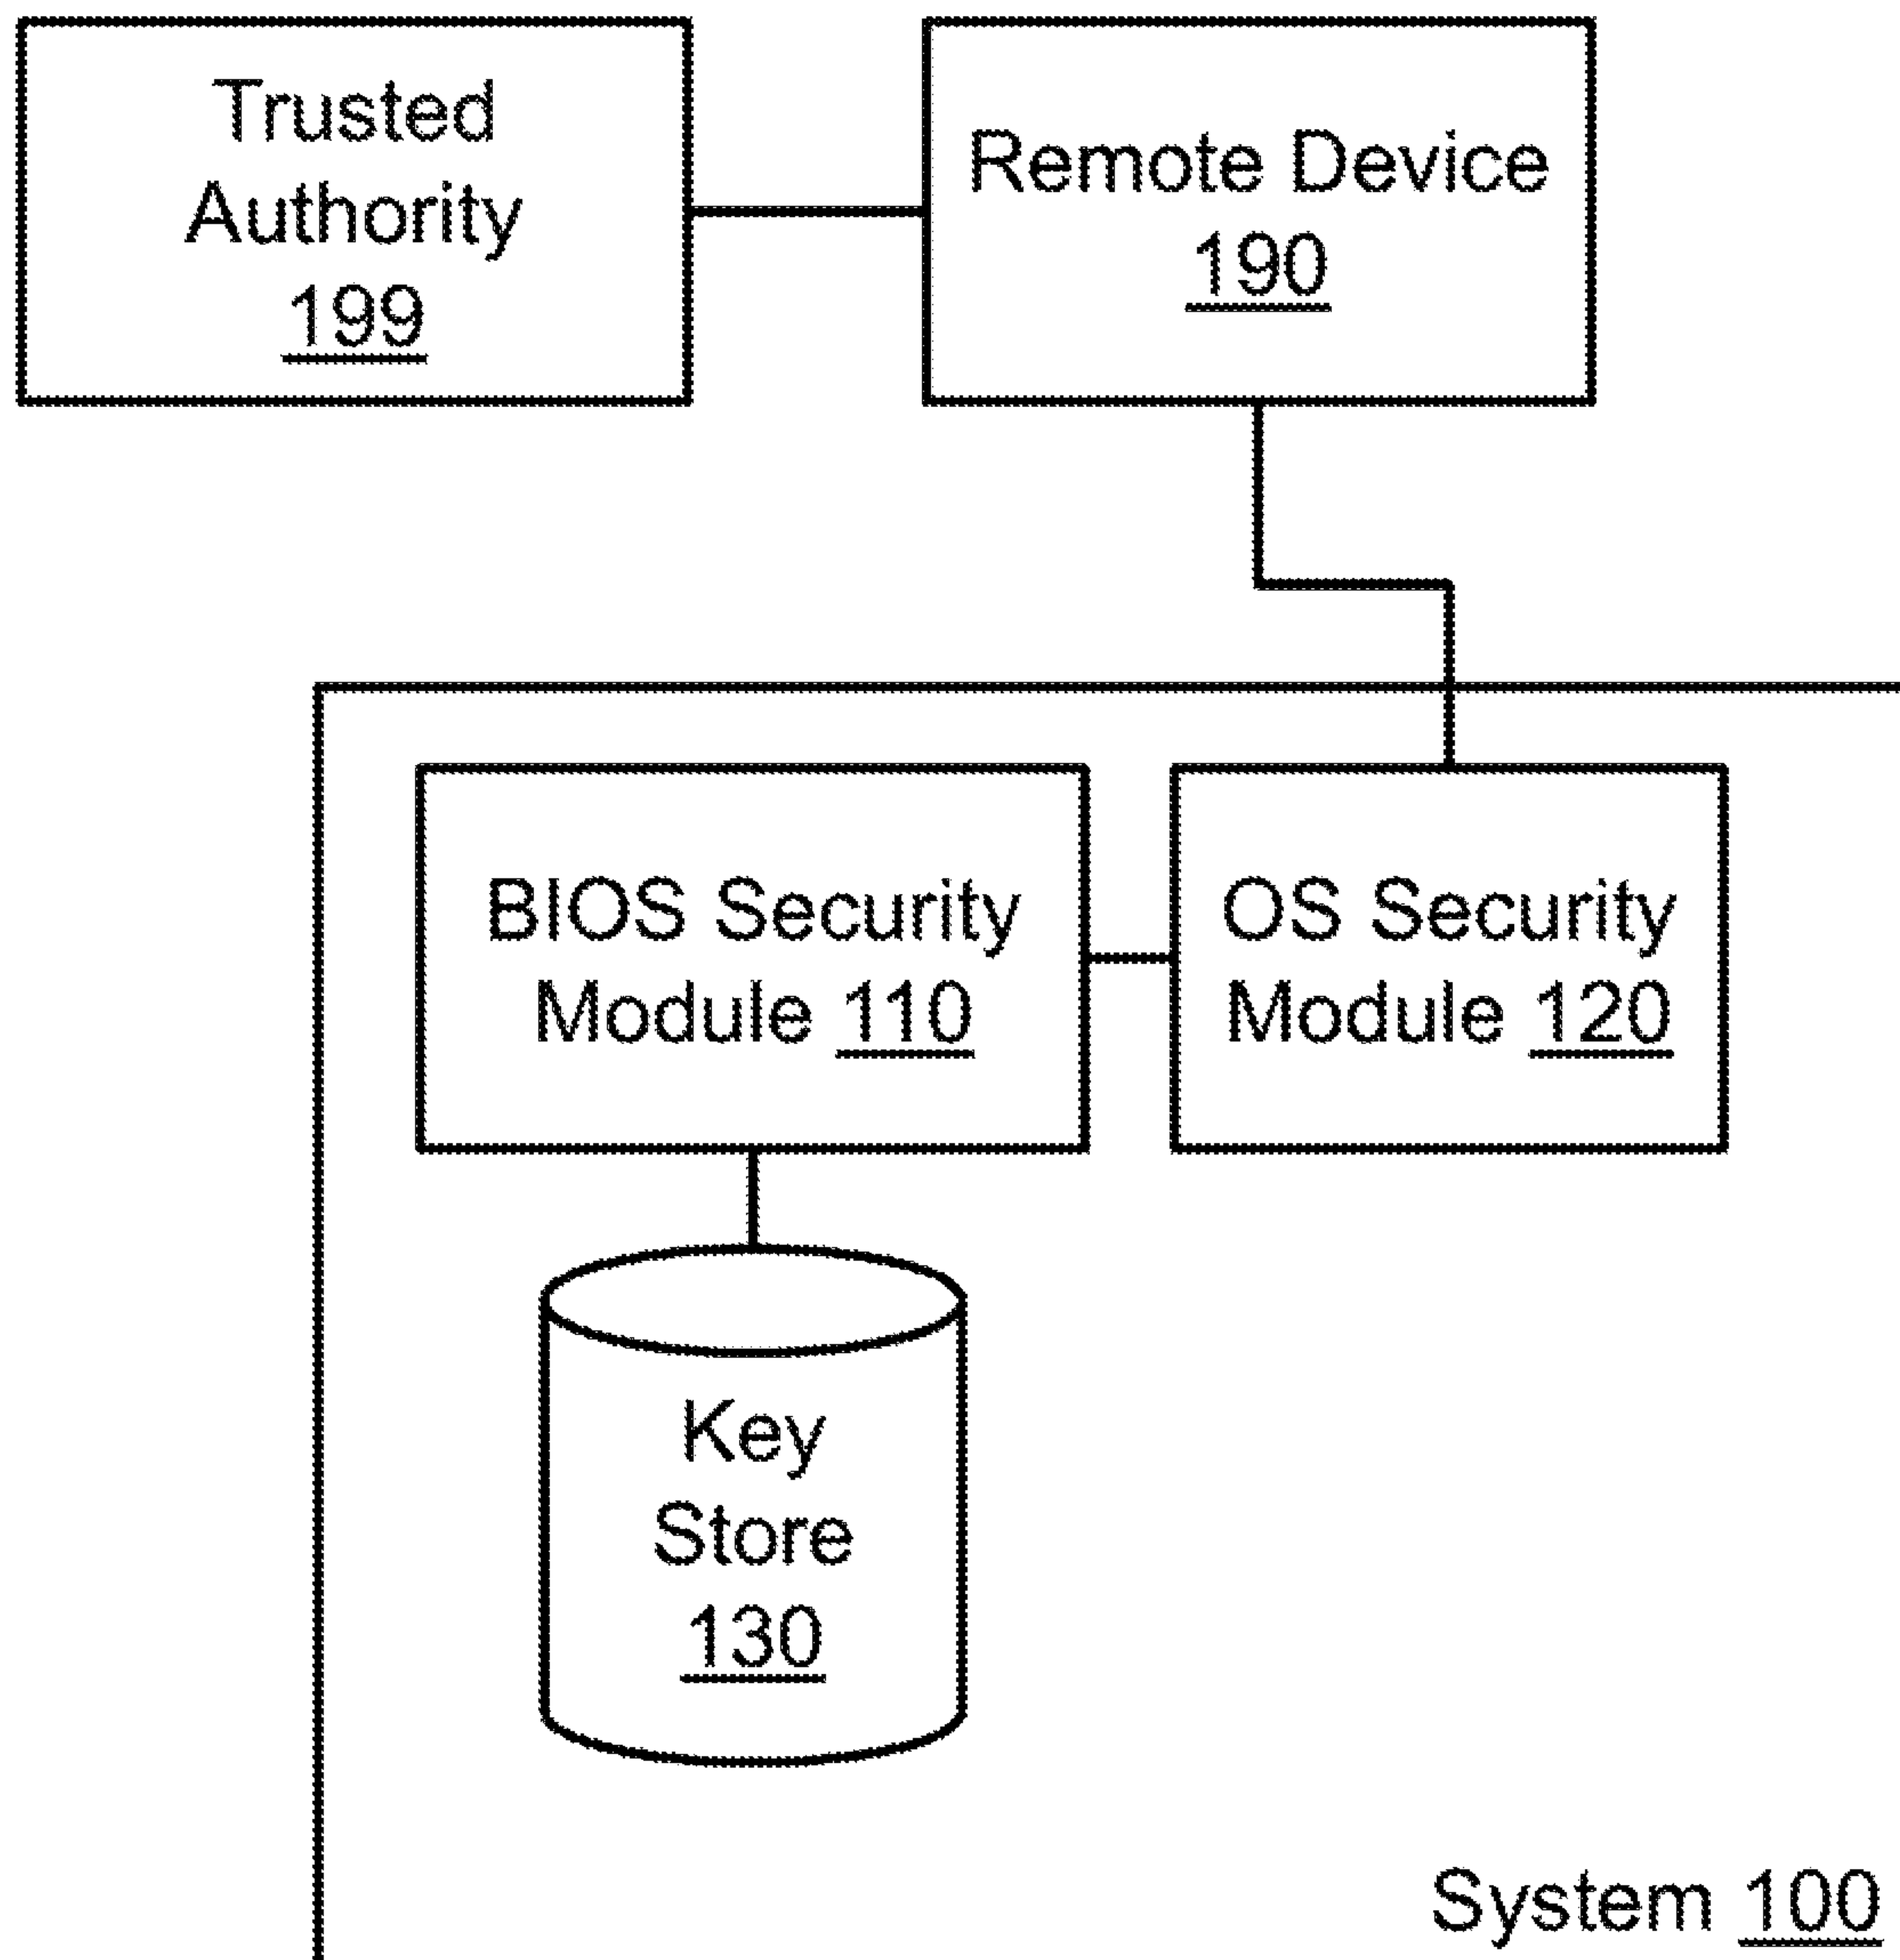 Trusted
Authority
199
Remote Device
190
BIOS Security
Module 110
OS Security
Module 120
Key
Store
130
System 100